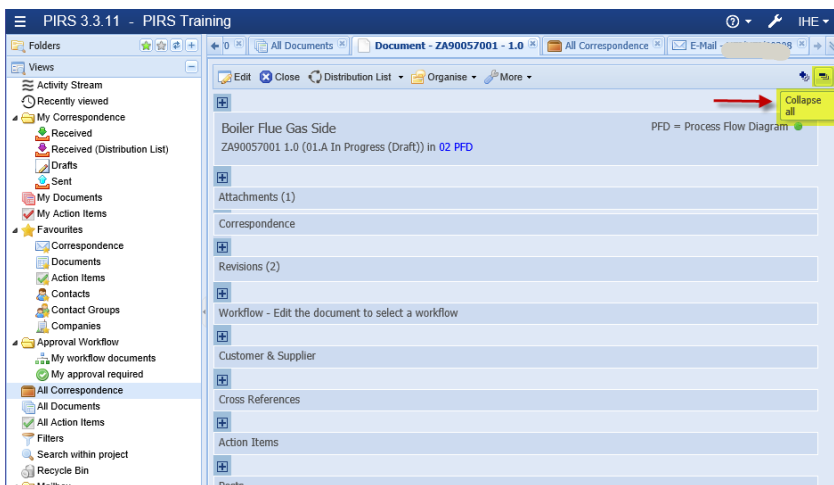 PIRS 3.3.11 - PIRS Training
IHE
Folders
0
All Documents
Document - ZA90057001 - 1.0
All Correspondence
E-Mail -
Views
Edit Close Distribution List Organise More
Activity Stream
Recently viewed
My Correspondence
Received
Received (Distribution List)
Drafts
Sent
My Documents
My Action Items
Favourites
Correspondence
Documents
Action Items
Contacts
Contact Groups
Companies
Approval Workflow
My workflow documents
My approval required
All Correspondence
All Documents
All Action Items
Filters
Search within project
Recycle Bin
Collapse
all
Boiler Flue Gas Side
PFD = Process Flow Diagram
ZA90057001 1.0 (01.A In Progress (Draft)) in 02 PFD
Attachments (1)
Correspondence
Revisions (2)
Workflow - Edit the document to select a workflow
Customer & Supplier
Cross References
Action Items